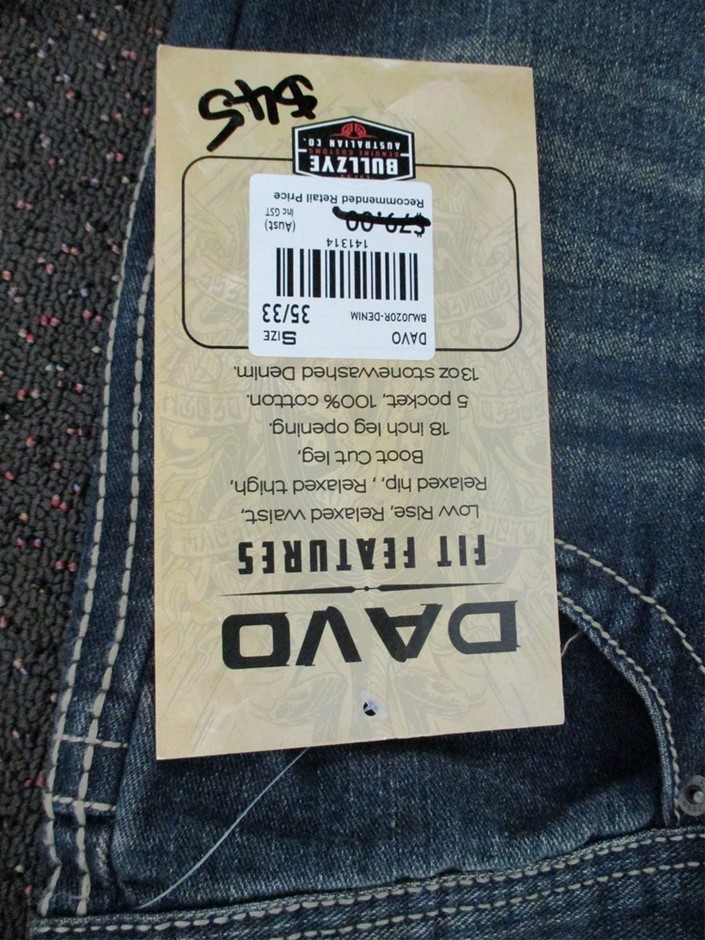 DAVO
FIT FEATURES
Low Rise, Relaxed waist,
Relaxed hip, , Relaxed thigh,
Boot Cut leg,
18 inch leg opening.
5 pocket, 100% cotton.
13oz stonewashed Denim.
DAVO SIZE
BMJ020R-DENIM 35/33
141314
$79.00 (Aust)
inc GST
Recommended Retail Price
BULLZYE
GENUINE CUSTOMS
AUSTRALIAN CO.
$45